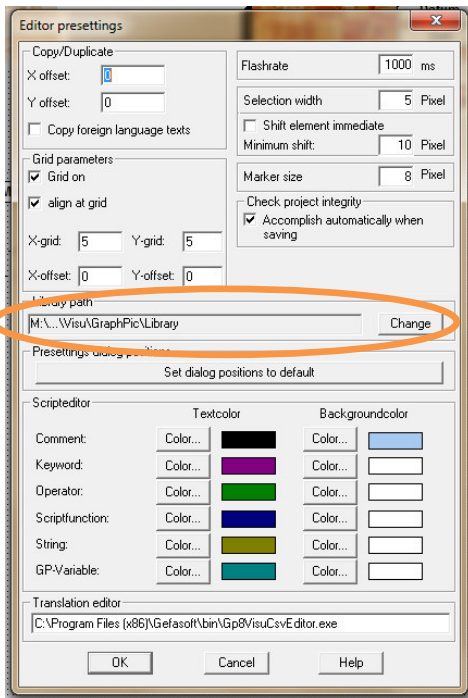 Editor presettings
Copy/Duplicate
X offset: 0
Y offset: 0
Copy foreign language texts
Flashrate 1000 ms
Selection width 5 Pixel
Shift element immediate
Minimum shift: 10 Pixel
Marker size 8 Pixel
Grid parameters
Grid on
align at grid
X-grid: 5 Y-grid: 5
X-offset: 0 Y-offset: 0
Check project integrity
Accomplish automatically when
saving
Library path
M:\...\Visu\GraphPic\Library Change
Presettings dialog positions
Set dialog positions to default
Scripteditor
Textcolor Backgroundcolor
Comment: Color... Color...
Keyword: Color... Color...
Operator: Color... Color...
Scriptfunction: Color... Color...
String: Color... Color...
GP-Variable: Color... Color...
Translation editor
C:\Program Files (x86)\Gefasoft\bin\Gp8VisuCsvEditor.exe
OK Cancel Help